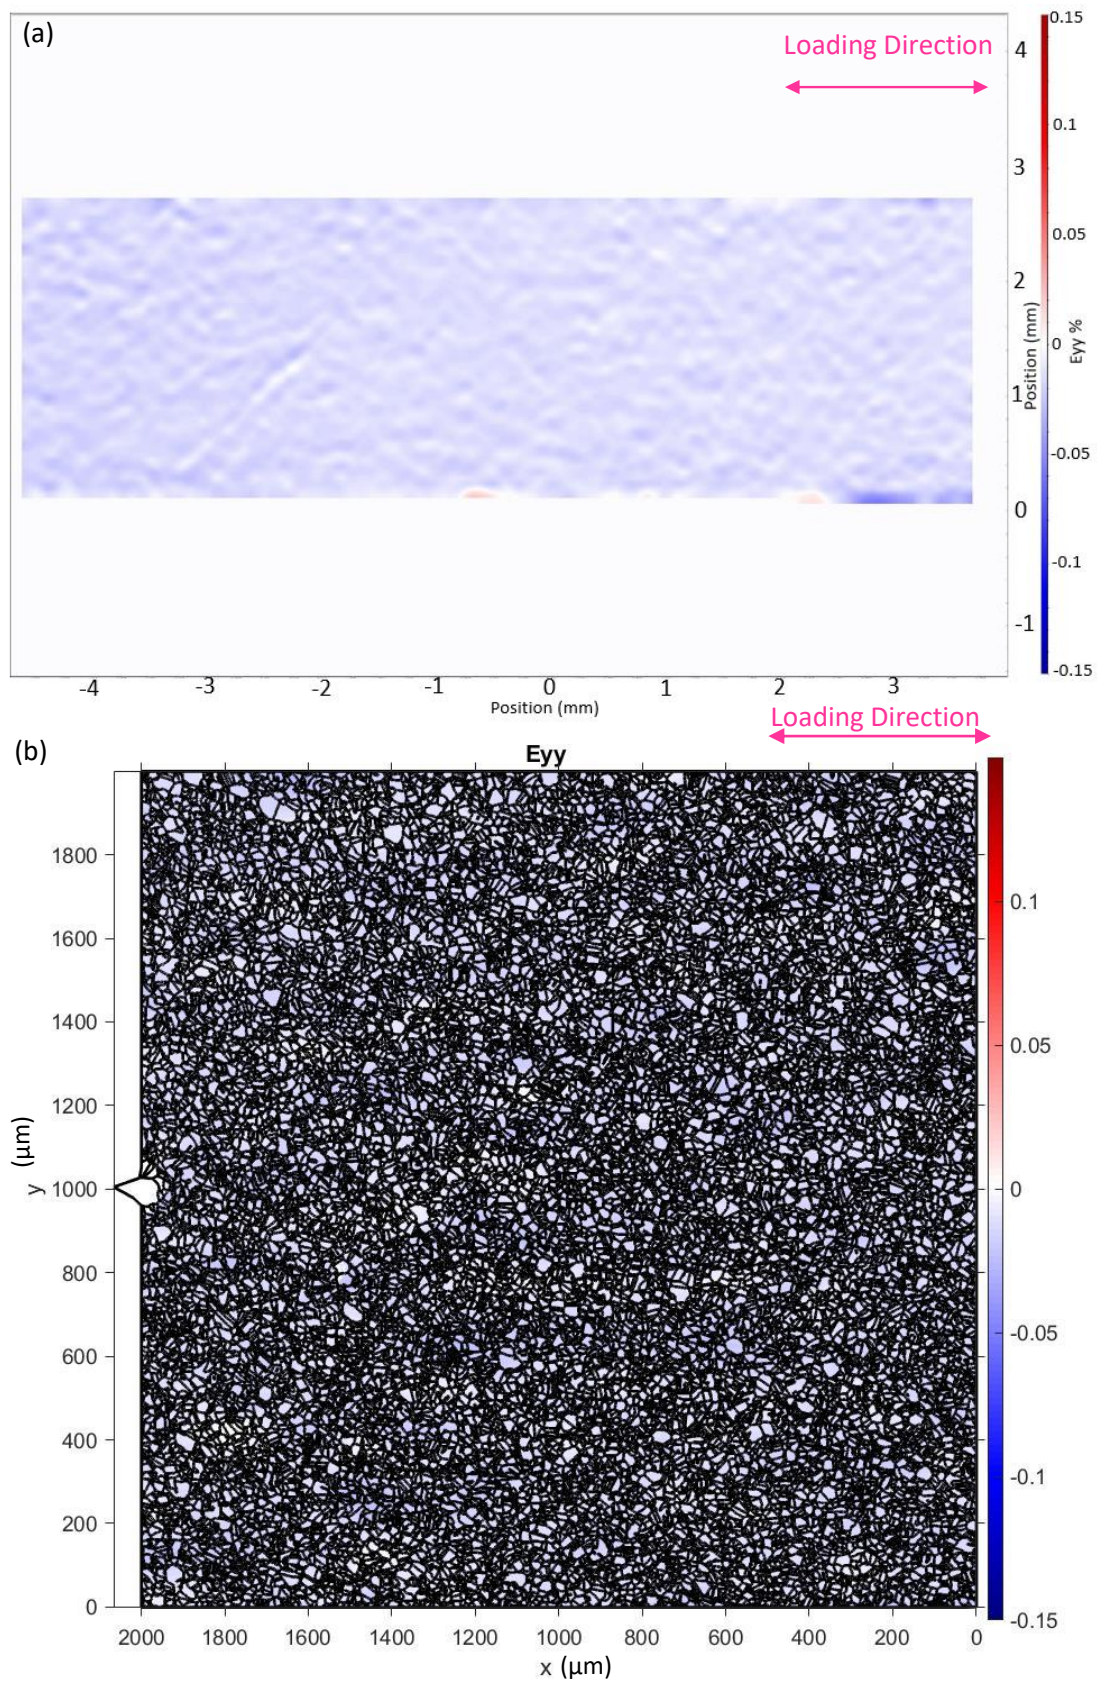 (a)
Loading Direction
0.15
0.1
0.05
0
-0.05
-0.1
-0.15
Eyy %
4
3
2
1
0
-1
Position (mm)
-4 -3 -2 -1 0 1 2 3
Position (mm)
Loading Direction
(b)
Eyy
1800
1600
1400
1200
1000
800
600
400
200
0
y (µm)
0.1
0.05
0
-0.05
-0.1
-0.15
2000 1800 1600 1400 1200 1000 800 600 400 200 0
x (µm)